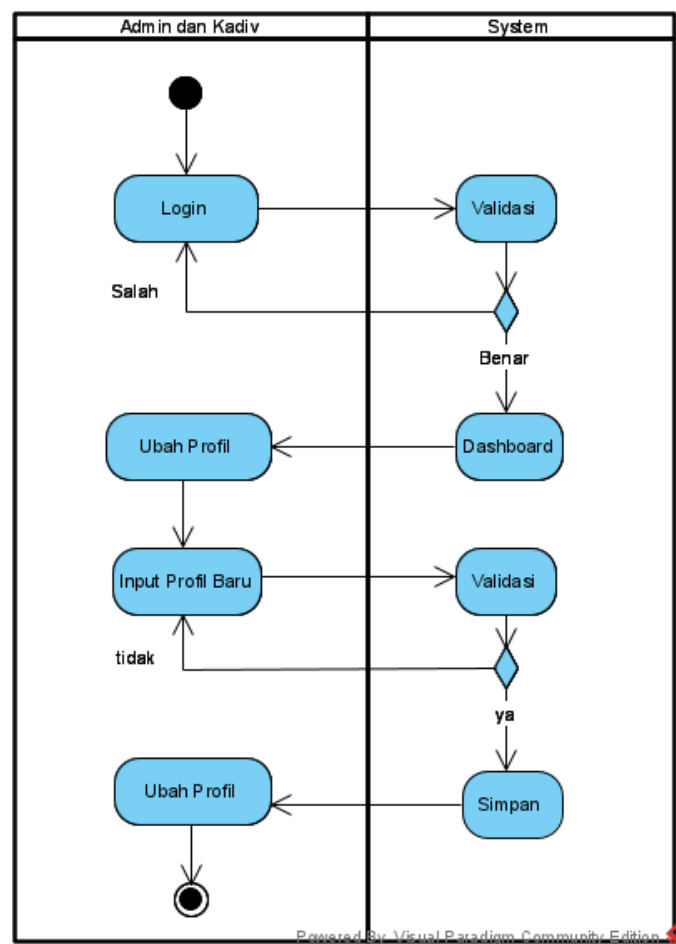 Admin dan Kadiv
System
Login
Validasi
Salah
Benar
Ubah Profil
Dashboard
Input Profil Baru
Validasi
tidak
ya
Ubah Profil
Simpan
Powered By Visual Paradigm Community Edition